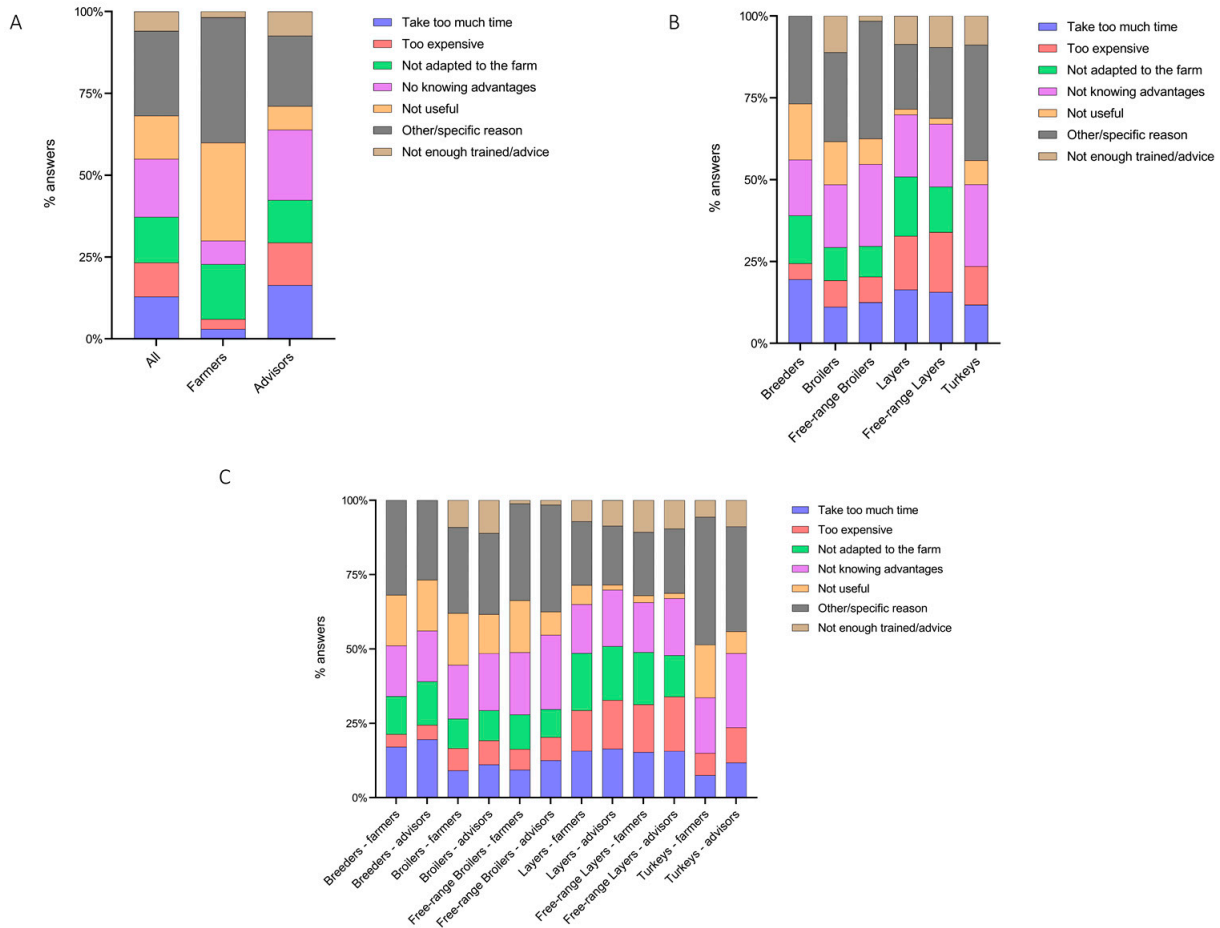 A
% answers
100%
75%
50%
25%
0%
All
Farmers
Advisors
Take too much time
Too expensive
Not adapted to the farm
No knowing advantages
Not useful
Other/specific reason
Not enough trained/advice
B
% answers
100%
75%
50%
25%
0%
Breeders
Broilers
Free-range Broilers
Layers
Free-range Layers
Turkeys
Take too much time
Too expensive
Not adapted to the farm
Not knowing advantages
Not useful
Other/specific reason
Not enough trained/advice
C
% answers
100%
75%
50%
25%
0%
Breeders - farmers
Breeders - advisors
Broilers - farmers
Broilers - advisors
Free-range Broilers - farmers
Free-range Broilers - advisors
Layers - farmers
Layers - advisors
Free-range Layers - farmers
Free-range Layers - advisors
Turkeys - farmers
Turkeys - advisors
Take too much time
Too expensive
Not adapted to the farm
Not knowing advantages
Not useful
Other/specific reason
Not enough trained/advice